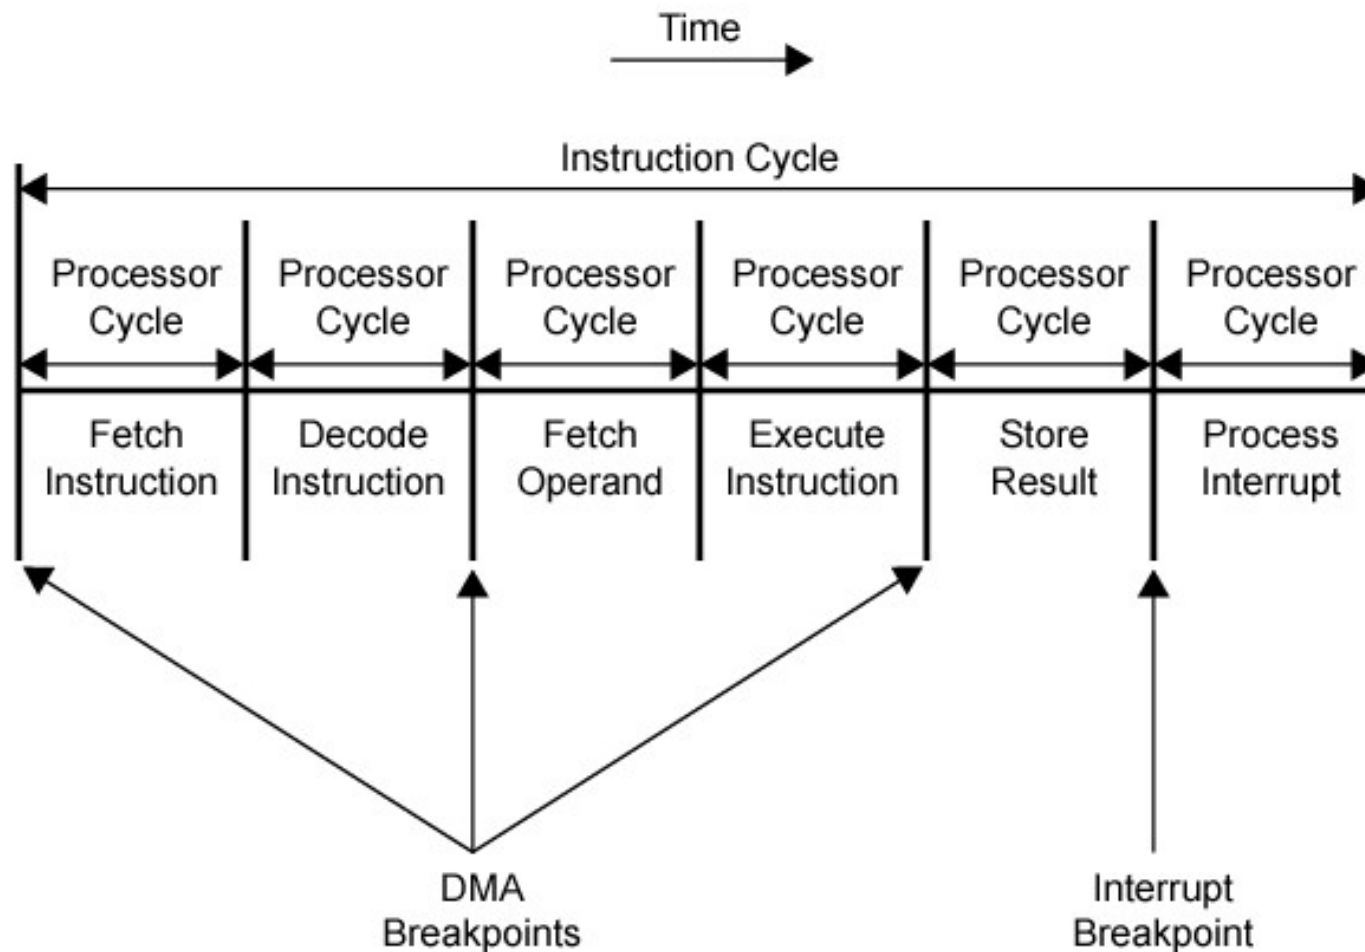 Time
Instruction Cycle
Processor Processor Processor Processor Processor Processor
Cycle Cycle Cycle Cycle Cycle Cycle
Fetch Decode Fetch Execute Store Process
Instruction Instruction Operand Instruction Result Interrupt
DMA Interrupt
Breakpoints Breakpoint